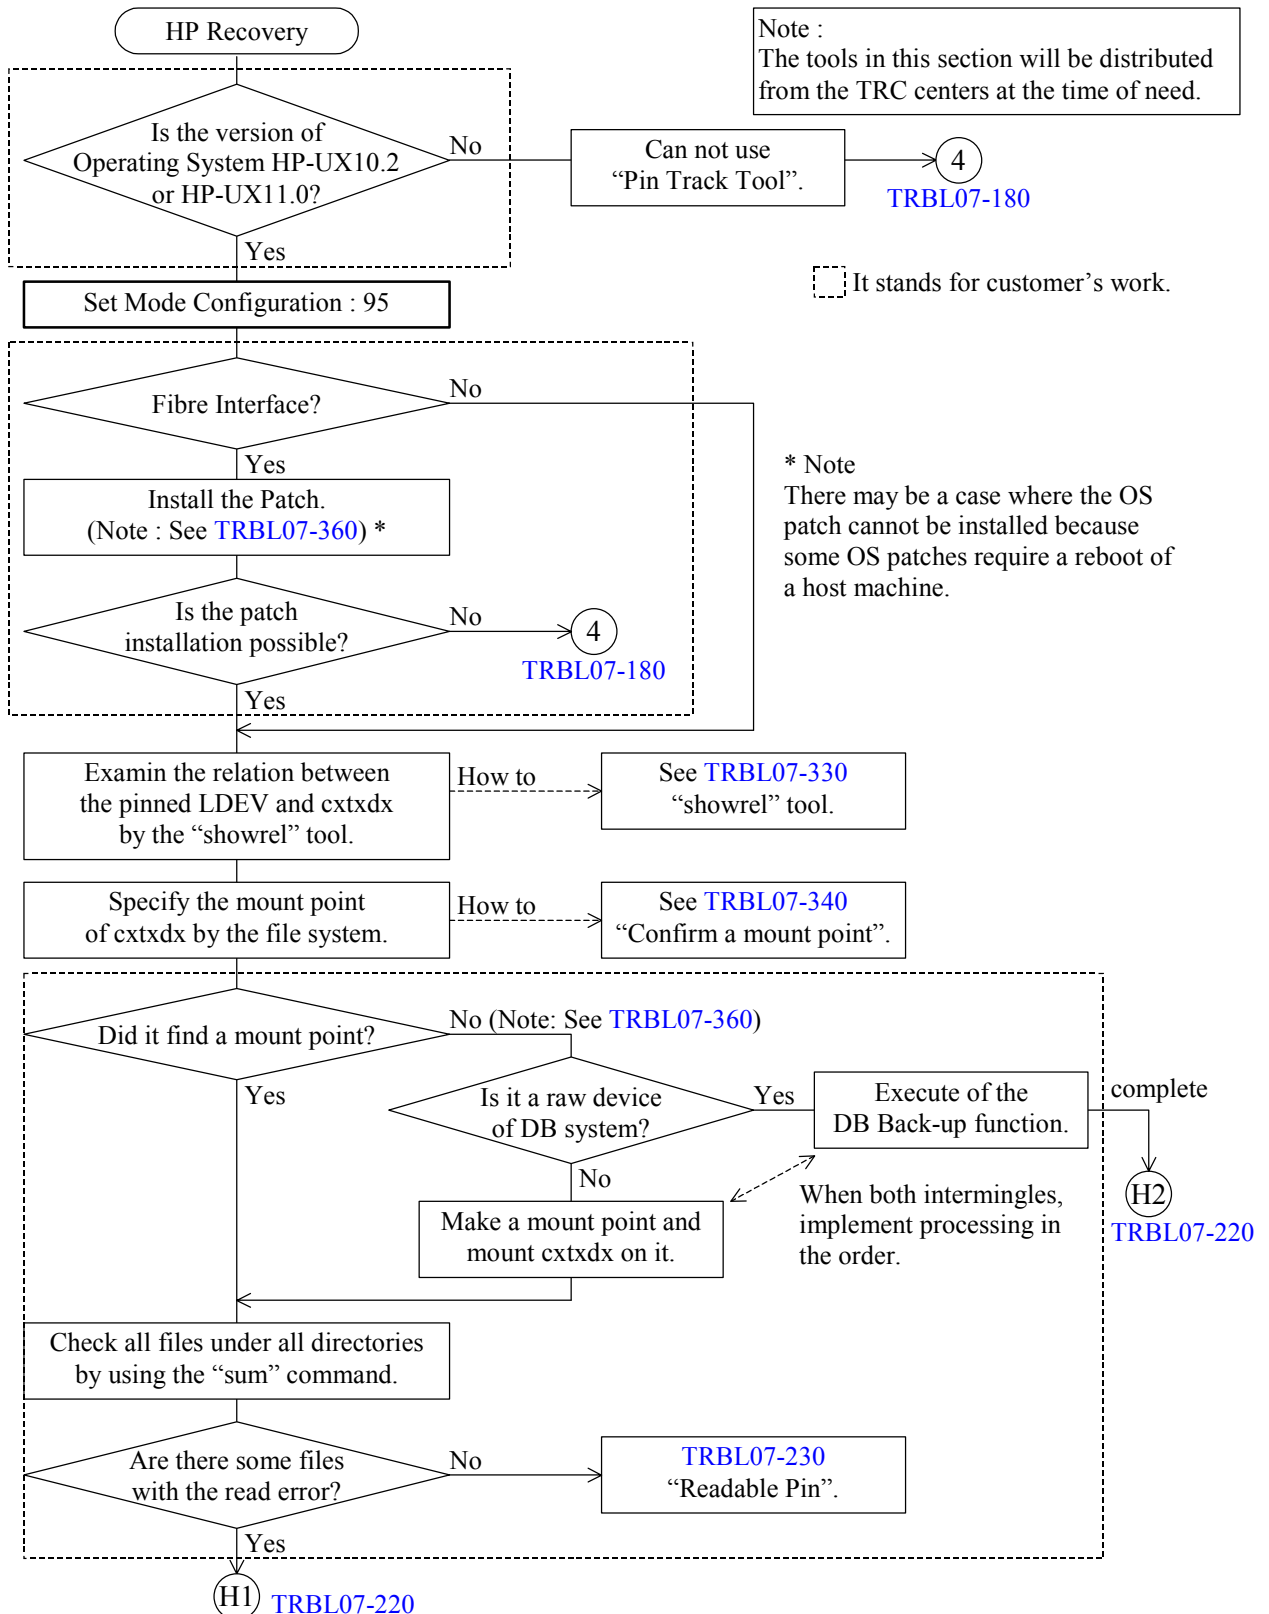 HP Recovery
Note :
The tools in this section will be distributed
from the TRC centers at the time of need.
Is the version of
Operating System HP-UX10.2
or HP-UX11.0?
No
Can not use
“Pin Track Tool”.
4
TRBL07-180
Yes
Set Mode Configuration : 95
It stands for customer’s work.
Fibre Interface?
No
Yes
Install the Patch.
(Note : See TRBL07-360) *
* Note
There may be a case where the OS
patch cannot be installed because
some OS patches require a reboot of
a host machine.
Is the patch
installation possible?
No
4
TRBL07-180
Yes
Examin the relation between
the pinned LDEV and cxtxdx
by the “showrel” tool.
How to
See TRBL07-330
“showrel” tool.
Specify the mount point
of cxtxdx by the file system.
How to
See TRBL07-340
“Confirm a mount point”.
Did it find a mount point?
No (Note: See TRBL07-360)
Yes
Is it a raw device
of DB system?
Yes
Execute of the
DB Back-up function.
complete
H2
TRBL07-220
No
Make a mount point and
mount cxtxdx on it.
When both intermingles,
implement processing in
the order.
Check all files under all directories
by using the “sum” command.
Are there some files
with the read error?
No
TRBL07-230
“Readable Pin”.
Yes
H1
TRBL07-220